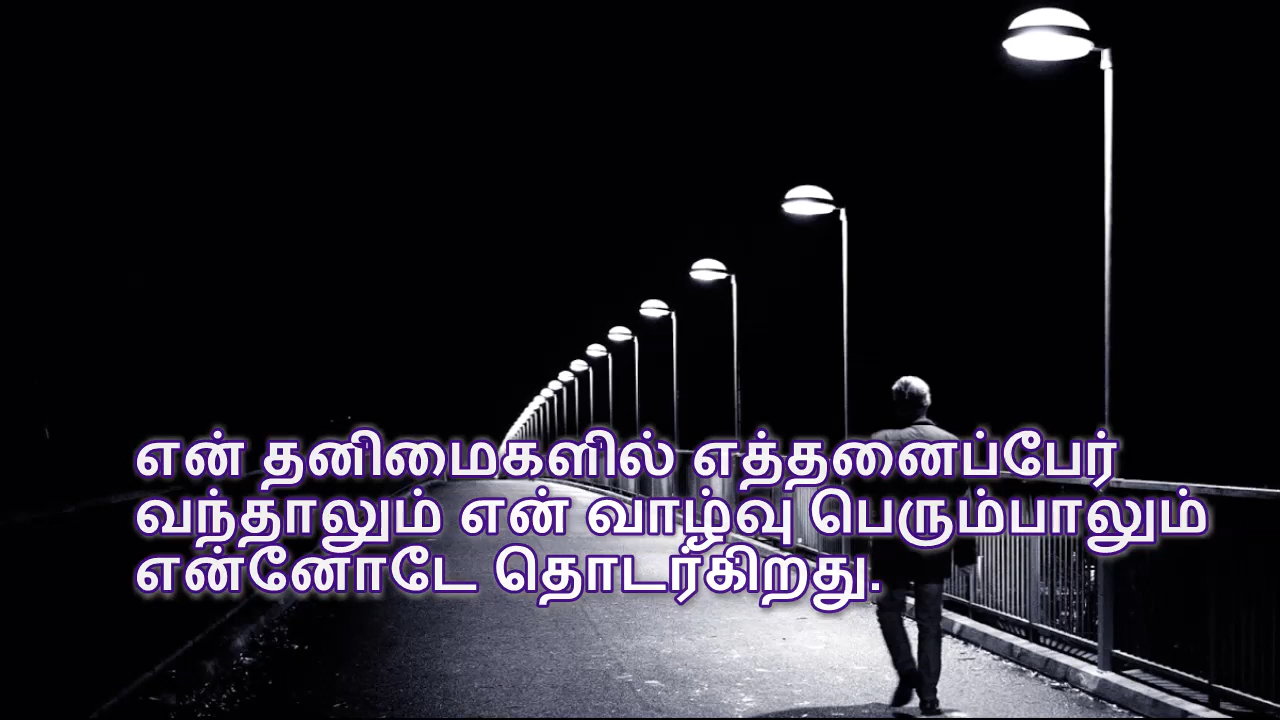 என் தனிமைகளில் எத்தனைப்பேர்
வந்தாலும் என் வாழ்வு பெரும்பாலும்
என்னோடே தொடர்கிறது.